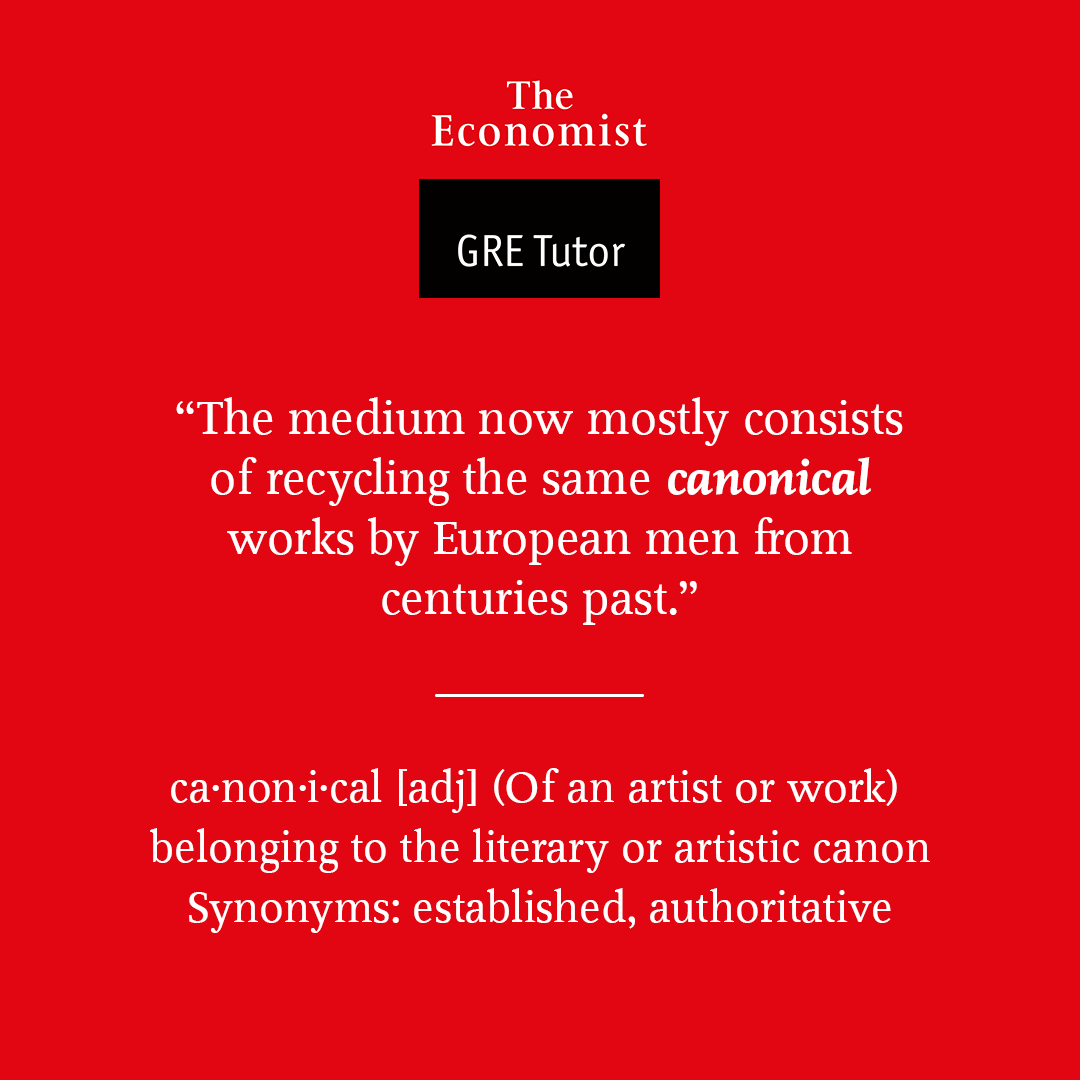 The
Economist
GRE Tutor
“The medium now mostly consists
of recycling the same canonical
works by European men from
centuries past.”
ca·non·i·cal [adj] (Of an artist or work)
belonging to the literary or artistic canon
Synonyms: established, authoritative